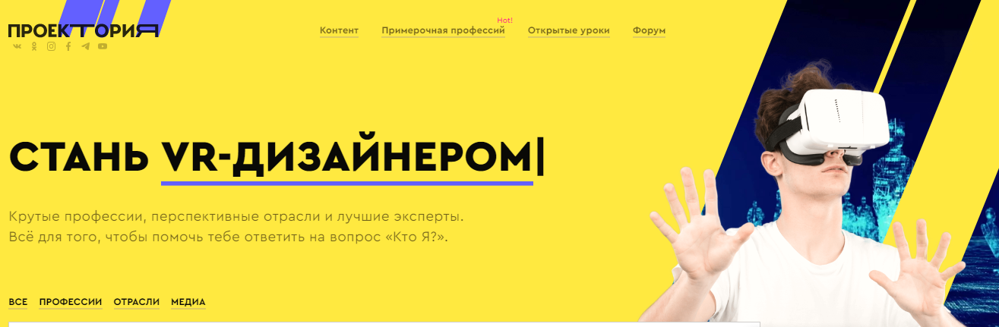 ПРОЕКТОРИЯ
Hot!
Контент Примерочная профессий Открытые уроки Форум
СТАНЬ VR-ДИЗАЙНЕРОМ|
Крутые профессии, перспективные отрасли и лучшие эксперты.
Всё для того, чтобы помочь тебе ответить на вопрос «Кто Я?».
ВСЕ ПРОФЕССИИ ОТРАСЛИ МЕДИА